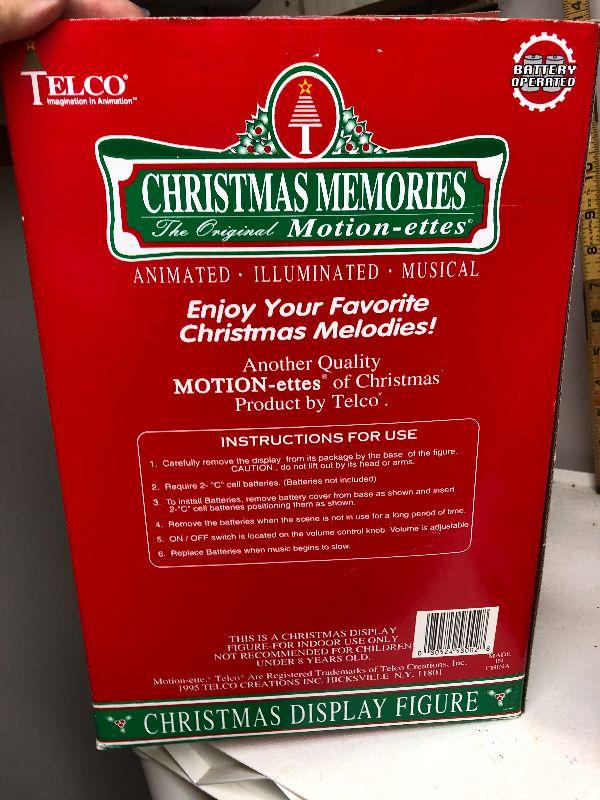 TELCO®
Imagination In Animation™
BATTERY
OPERATED
T
CHRISTMAS MEMORIES
The Original Motion-ettes®
ANIMATED · ILLUMINATED · MUSICAL
Enjoy Your Favorite
Christmas Melodies!
Another Quality
MOTION-ettes® of Christmas
Product by Telco®.
INSTRUCTIONS FOR USE
1. Carefully remove the display from its package by the base of the figure.
CAUTION, do not lift out by its head or arms.
2. Require 2- "C" cell batteries. (Batteries not included)
3. To install Batteries, remove battery cover from base as shown and insert
2-"C" cell batteries positioning them as shown.
4. Remove the batteries when the scene is not in use for a long period of time.
5. ON / OFF switch is located on the volume control knob. Volume is adjustable
6. Replace Batteries when music begins to slow.
THIS IS A CHRISTMAS DISPLAY
FIGURE-FOR INDOOR USE ONLY
NOT RECOMMENDED FOR CHILDREN
UNDER 8 YEARS OLD.
MADE
IN
CHINA
Motion-ette,® Telco® Are Registered Trademarks of Telco Creations, Inc.
1995 TELCO CREATIONS INC. HICKSVILLE N.Y. 11801
CHRISTMAS DISPLAY FIGURE